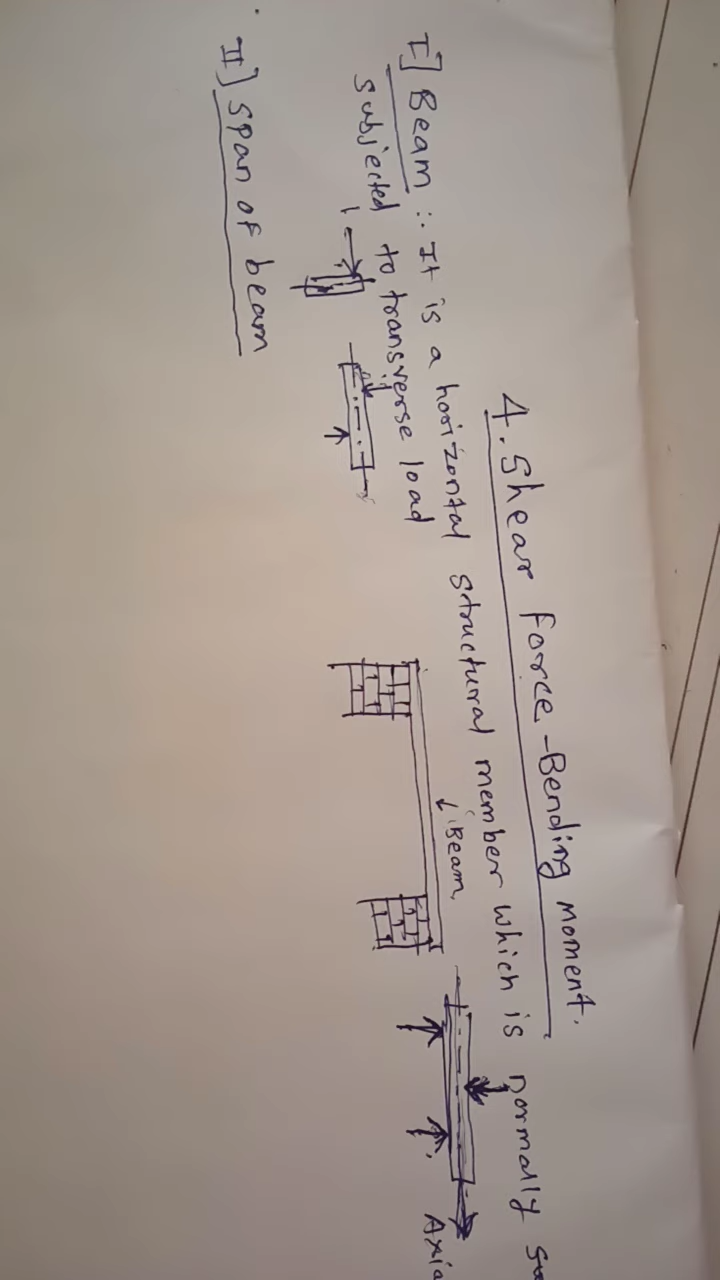 4. Shear Force - Bending moment.
I] Beam :- It is a horizontal structural member which is normally su
subjected to transverse load
Beam
Axia
II] Span of beam